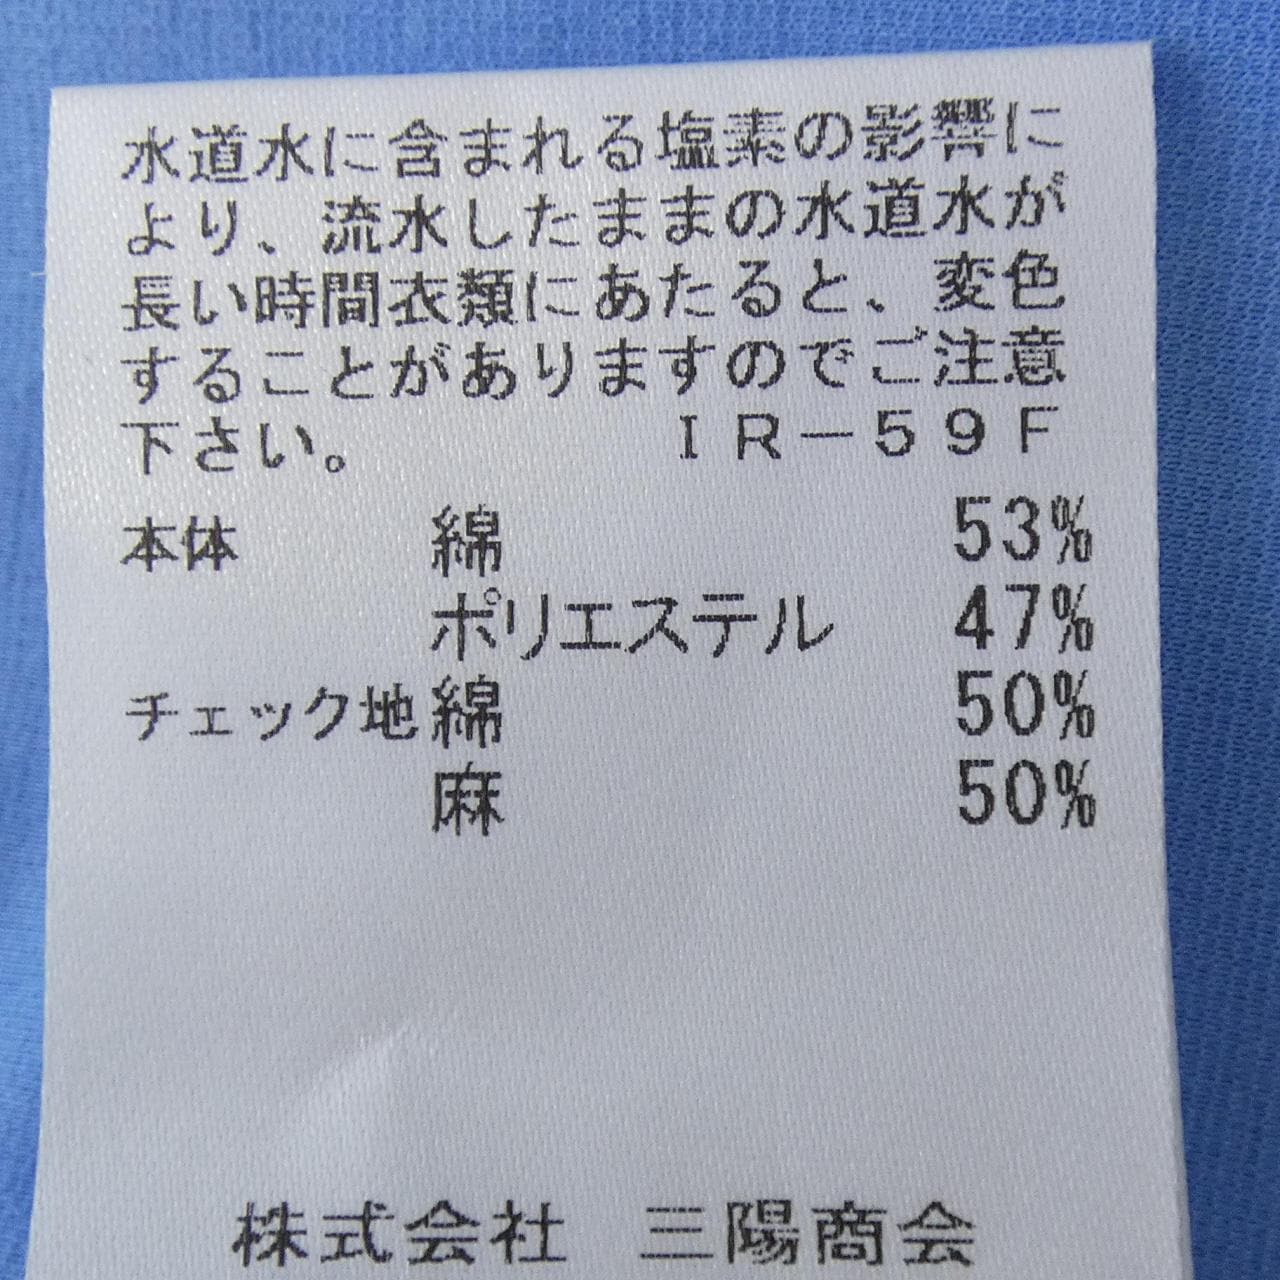 水道水に含まれる塩素の影響に
より、流水したままの水道水が
長い時間衣類にあたると、変色
することがありますのでご注意
下さい。 ＩＲ－５９Ｆ
本体 綿 53%
ポリエステル 47%
チェック地 綿 50%
麻 50%
株式会社 三陽商会